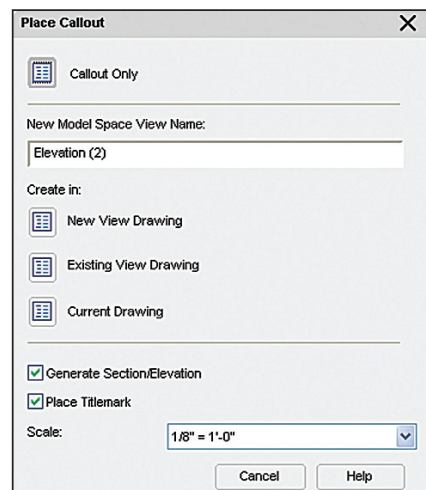 Place Callout
Callout Only
New Model Space View Name:
Elevation (2)
Create in:
New View Drawing
Existing View Drawing
Current Drawing
Generate Section/Elevation
Place Titlemark
Scale: 1/8" = 1'-0"
Cancel Help